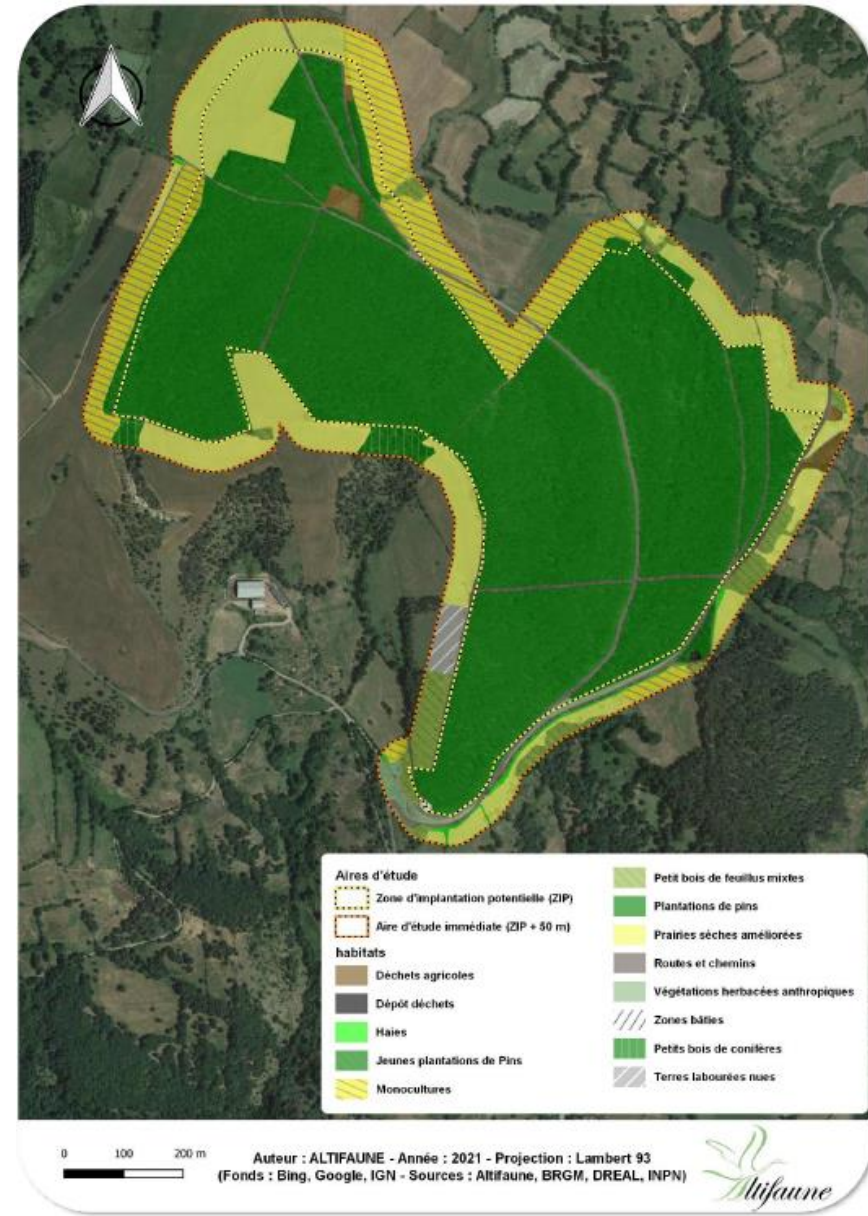 Aires d'étude
Zone d'implantation potentielle (ZIP)
Aire d'étude immédiate (ZIP + 50 m)
habitats
Déchets agricoles
Dépôt déchets
Haies
Jeunes plantations de Pins
Monocultures
Petit bois de feuillus mixtes
Plantations de pins
Prairies sèches améliorées
Routes et chemins
Végétations herbacées anthropiques
Zones bâties
Petits bois de conifères
Terres labourées nues
0 100 200 m
Auteur : ALTIFAUNE - Année : 2021 - Projection : Lambert 93
(Fonds : Bing, Google, IGN - Sources : Altifaune, BRGM, DREAL, INPN)
Altifaune